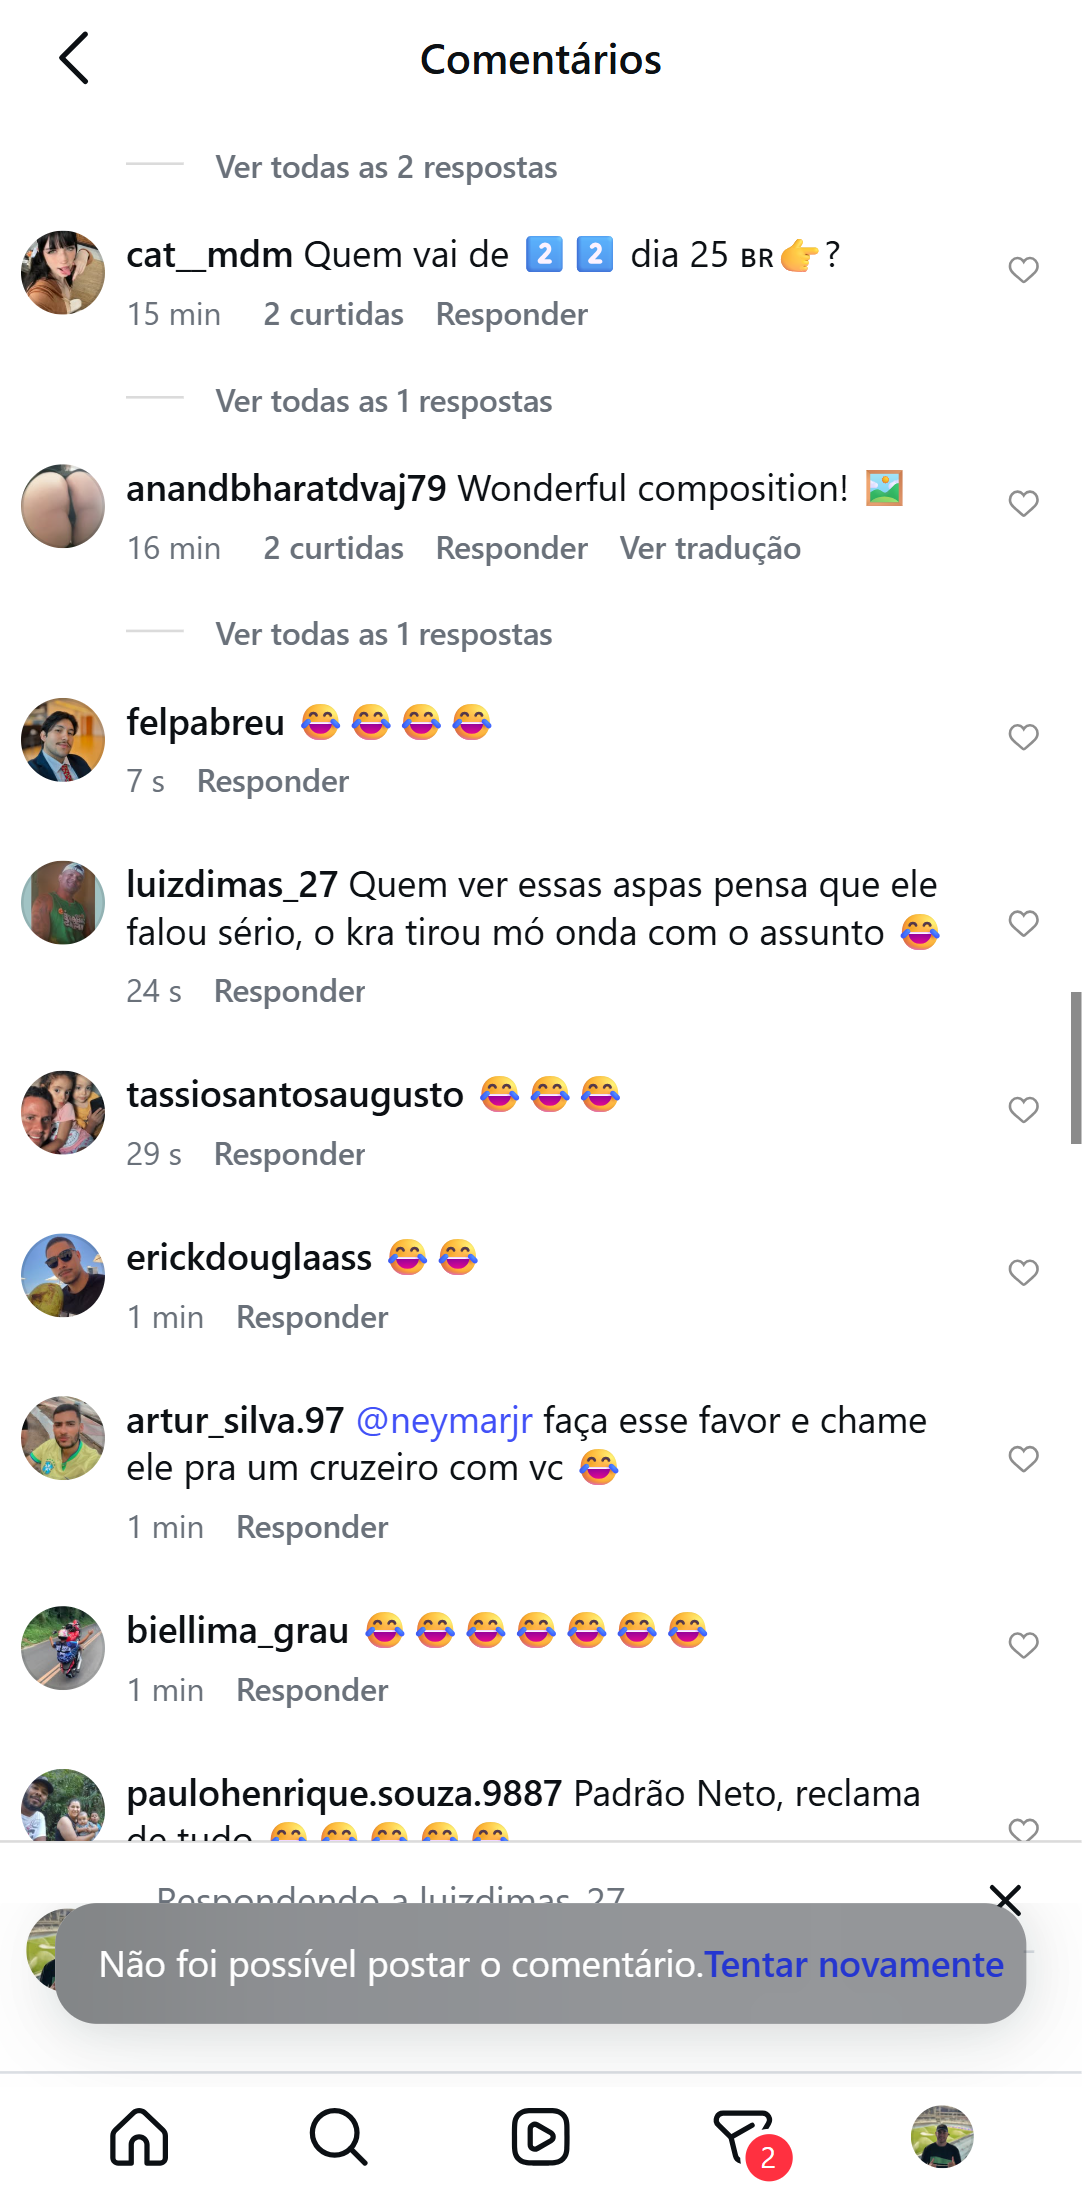 Comentários
Ver todas as 2 respostas
cat__mdm Quem vai de 2️⃣ 2️⃣ dia 25 ʙʀ👉?
15 min 2 curtidas Responder
Ver todas as 1 respostas
anandbharatdvaj79 Wonderful composition! 🖼️
16 min 2 curtidas Responder Ver tradução
Ver todas as 1 respostas
felpabreu 😂😂😂😂
7 s Responder
luizdimas_27 Quem ver essas aspas pensa que ele
falou sério, o kra tirou mó onda com o assunto 😂
24 s Responder
tassiosantosaugusto 😂😂😂
29 s Responder
erickdouglaass 😂😂
1 min Responder
artur_silva.97 @neymarjr faça esse favor e chame
ele pra um cruzeiro com vc 😂
1 min Responder
biellima_grau 😂😂😂😂😂😂😂
1 min Responder
paulohenrique.souza.9887 Padrão Neto, reclama
de tudo 😂😂😂😂😂
Respondendo a luizdimas_27
Não foi possível postar o comentário.Tentar novamente
2